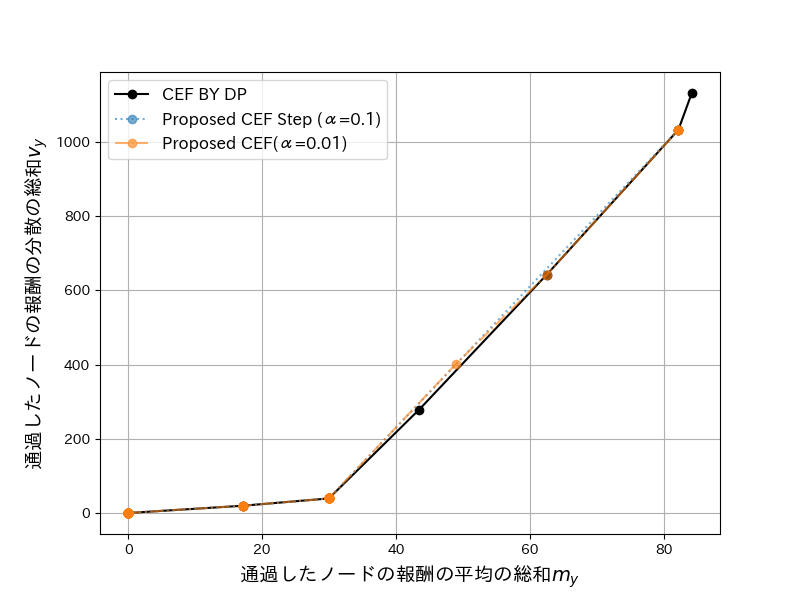 CEF BY DP
Proposed CEF Step (α=0.1)
Proposed CEF(α=0.01)
通過したノードの報酬の分散の総和v_y
1000
800
600
400
200
0
0 20 40 60 80
通過したノードの報酬の平均の総和m_y